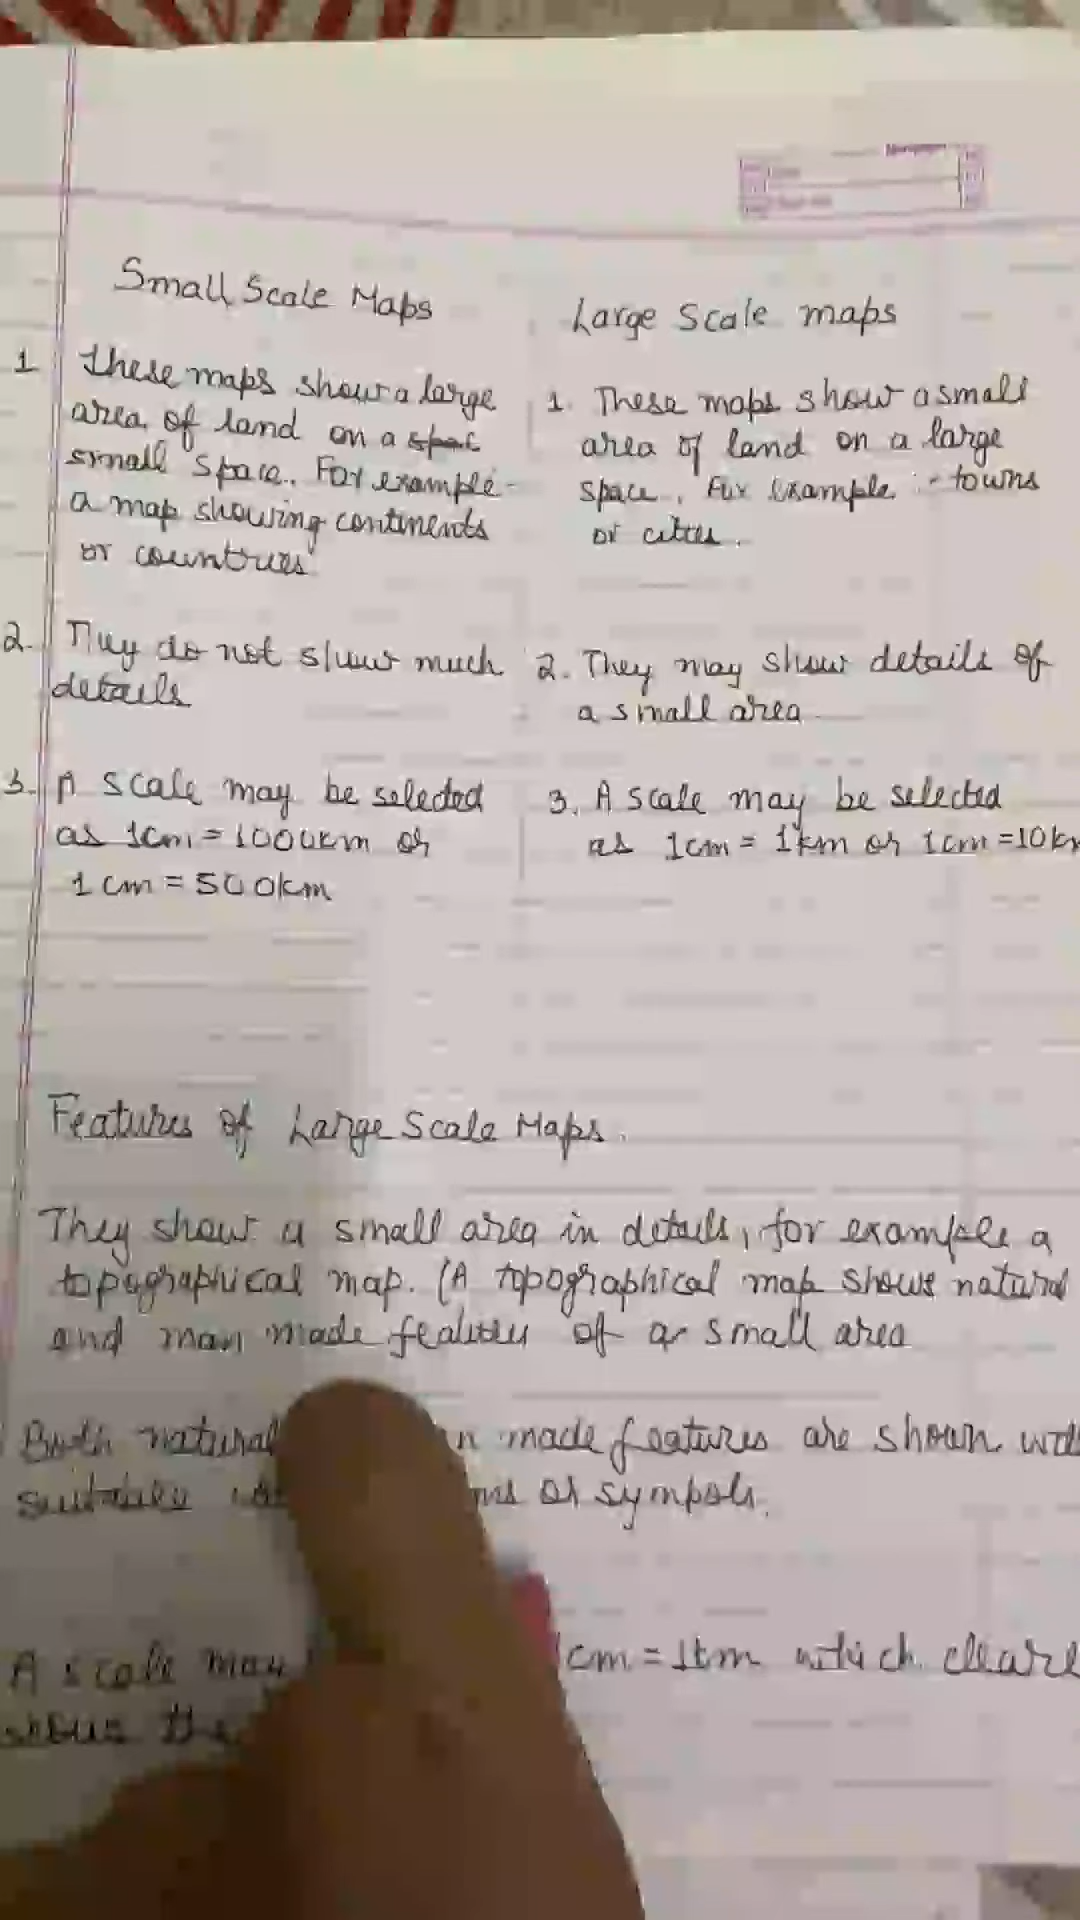 Small Scale Maps
Large Scale maps
1 These maps show a large
area of land on a
small space. For example -
a map showing continents
or countries
1. These maps show a small
area of land on a large
space. For example :- towns
or cities.
2. They do not show much
details
2. They may show details of
a small area
3. A scale may be selected
as 1cm = 1000km or
1 cm = 500km
3. A scale may be selected
as 1cm = 1km or 1cm =10k
Features of Large Scale Maps.
They show a small area in details, for example a
topographical map. (A topographical map shows natural
and man made features of a small area
Both natural made features are shown
suitable or symbols.
A scale may cm = 1km which
the